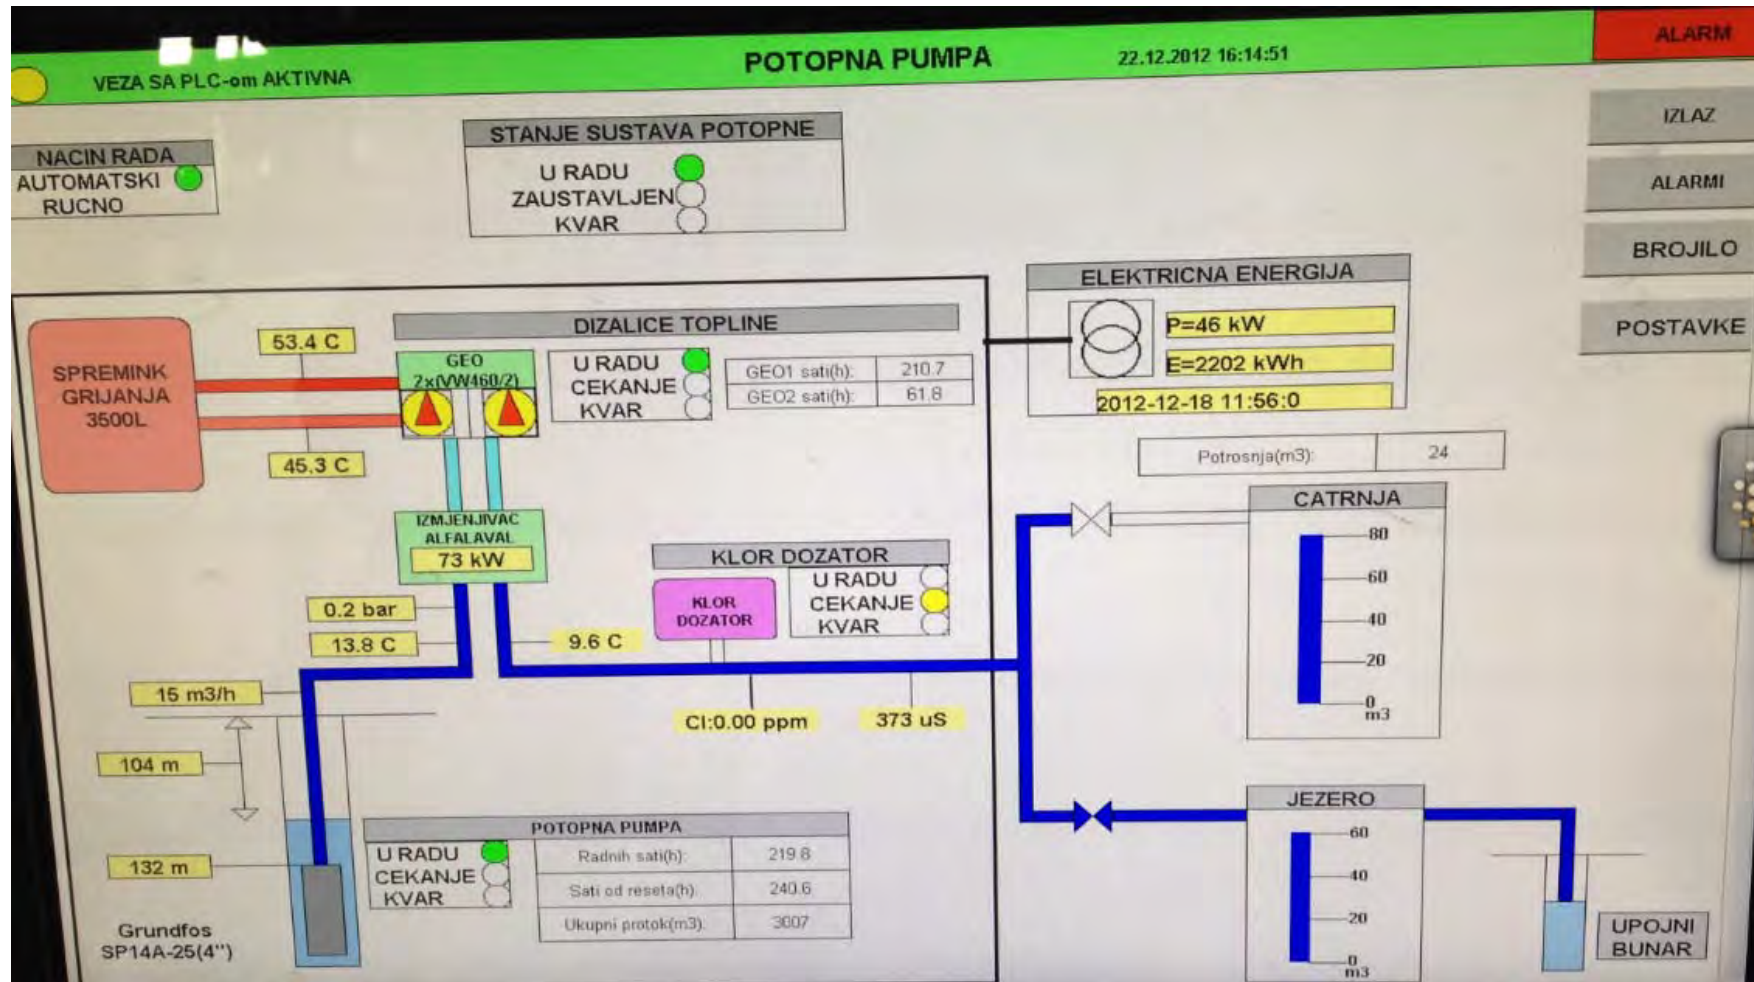 VEZA SA PLC-om AKTIVNA
POTOPNA PUMPA
22.12.2012 16:14:51
ALARM
IZLAZ
ALARMI
BROJILO
POSTAVKE
NACIN RADA
AUTOMATSKI
RUCNO
STANJE SUSTAVA POTOPNE
U RADU
ZAUSTAVLJEN
KVAR
ELEKTRICNA ENERGIJA
P=46 kW
E=2202 kWh
2012-12-18 11:56:0
DIZALICE TOPLINE
SPREMINK
GRIJANJA
3500L
53.4 C
45.3 C
GEO
2x(VW460/2)
U RADU
CEKANJE
KVAR
GEO1 sati(h): 210.7
GEO2 sati(h): 61.8
Potrosnja(m3): 24
IZMJENJIVAC
ALFALAVAL
73 kW
0.2 bar
13.8 C
9.6 C
KLOR DOZATOR
KLOR
DOZATOR
U RADU
CEKANJE
KVAR
CATRNJA
80
60
40
20
0
m3
15 m3/h
Cl:0.00 ppm
373 uS
104 m
132 m
Grundfos
SP14A-25(4")
POTOPNA PUMPA
U RADU
CEKANJE
KVAR
Radnih sati(h): 219.8
Sati od reseta(h) 240.6
Ukupni protok(m3): 3607
JEZERO
60
40
20
0
m3
UPOJNI
BUNAR